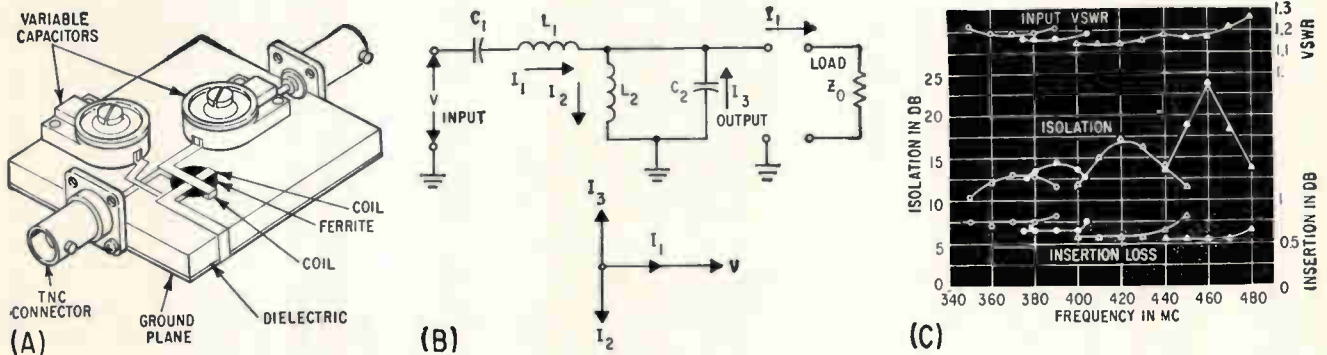 VARIABLE
CAPACITORS
COIL
FERRITE
COIL
TNC
CONNECTOR
GROUND
PLANE
DIELECTRIC
(A)
C1
L1
I1
V
INPUT
I1
I2
L2
C2
I3
OUTPUT
LOAD
Z0
I3
I1
V
I2
(B)
INPUT VSWR
ISOLATION
INSERTION LOSS
ISOLATION IN DB
25
20
15
10
5
0
1.3
1.2
1.1
1.
VSWR
1
0.5
0
INSERTION IN DB
340 360 380 400 420 440 460 480
FREQUENCY IN MC
(C)